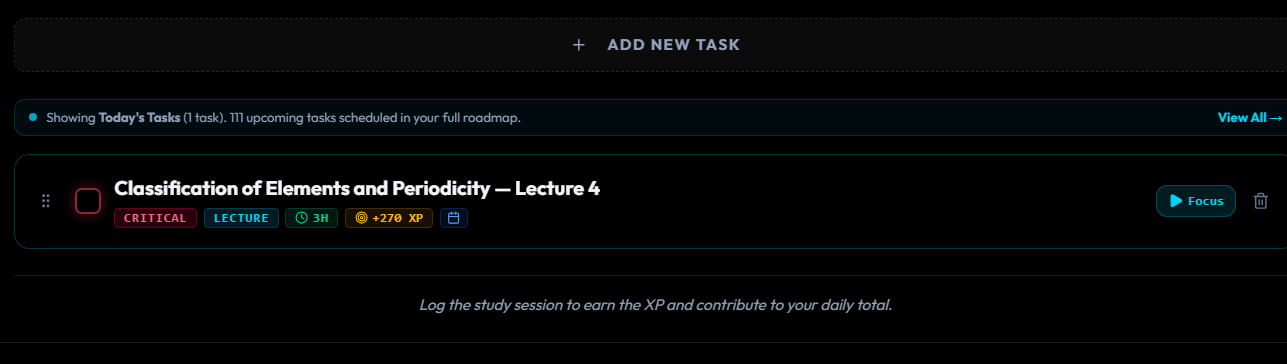 + ADD NEW TASK
Showing Today's Tasks (1 task). 111 upcoming tasks scheduled in your full roadmap.
View All →
Classification of Elements and Periodicity — Lecture 4
CRITICAL LECTURE 3H +270 XP
Focus
Log the study session to earn the XP and contribute to your daily total.